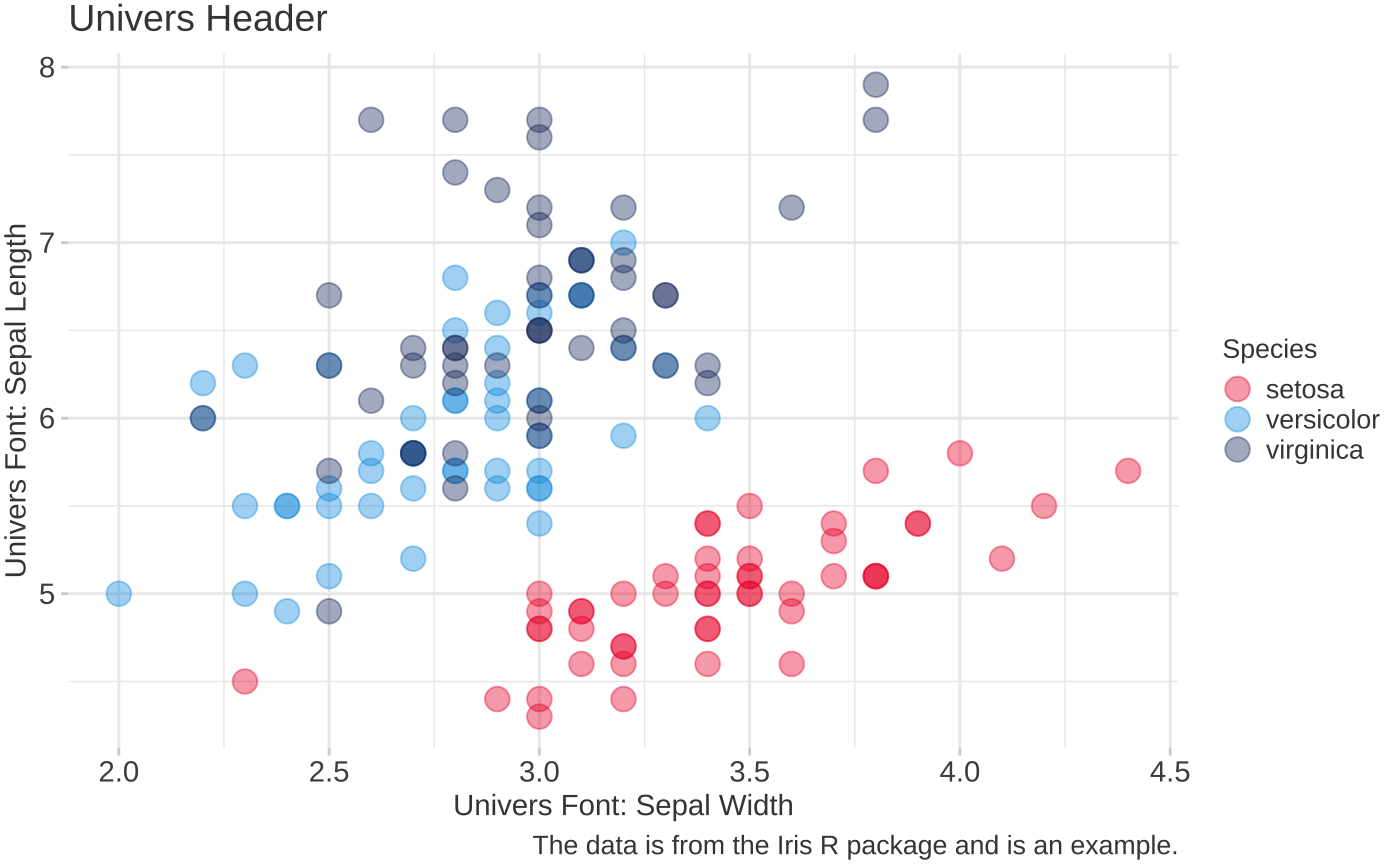 Univers Header
8
7
6
5
Univers Font: Sepal Length
2.0 2.5 3.0 3.5 4.0 4.5
Univers Font: Sepal Width
Species
setosa
versicolor
virginica
The data is from the Iris R package and is an example.